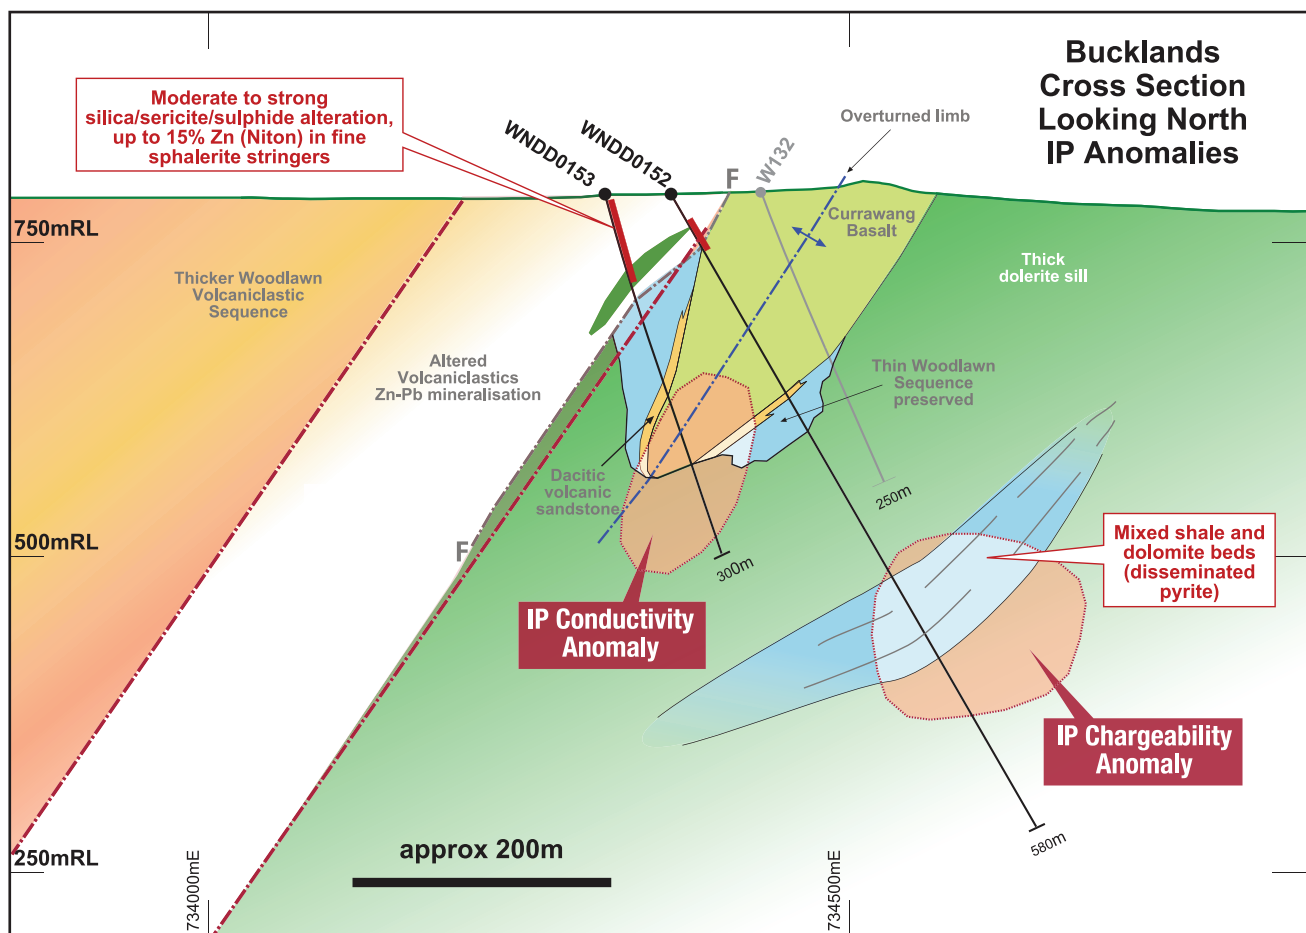 Bucklands
Cross Section
Looking North
IP Anomalies
Moderate to strong
silica/sericite/sulphide alteration,
up to 15% Zn (Niton) in fine
sphalerite stringers
WNDD0153
WNDD0152
F
W132
Overturned limb
750mRL
Thicker Woodlawn
Volcaniclastic
Sequence
Currawang
Basalt
Thick
dolerite sill
Altered
Volcaniclastics
Zn-Pb mineralisation
Thin Woodlawn
Sequence
preserved
Dacitic
volcanic
sandstone
250m
500mRL
F
300m
Mixed shale and
dolomite beds
(disseminated
pyrite)
IP Conductivity
Anomaly
IP Chargeability
Anomaly
580m
250mRL
approx 200m
734000mE
734500mE